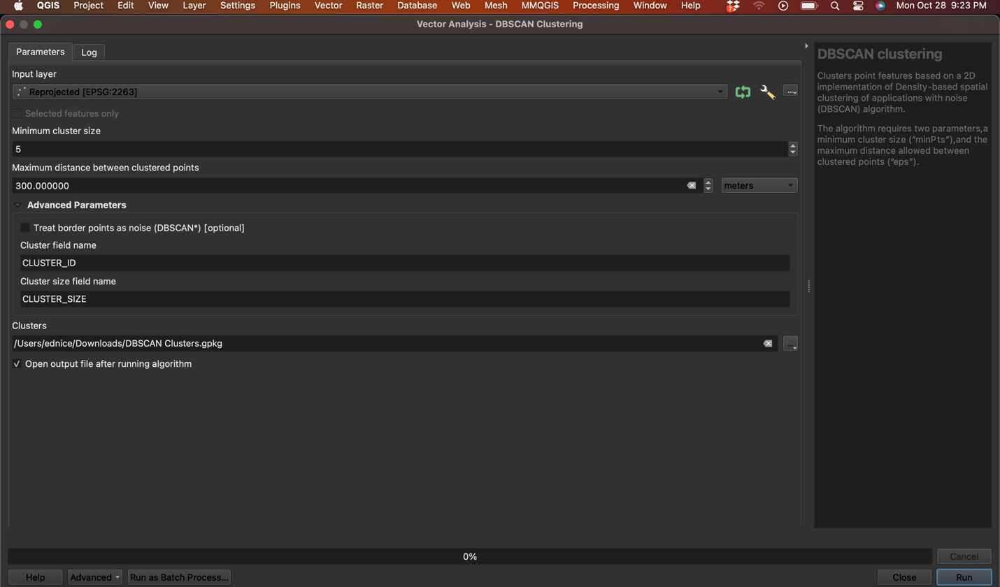 QGIS Project Edit View Layer Settings Plugins Vector Raster Database Web Mesh MMQGIS Processing Window Help 7 Mon Oct 28 9:23 PM
Vector Analysis - DBSCAN Clustering
Parameters Log
Input layer
Reprojected [EPSG:2263]
...
Selected features only
Minimum cluster size
5
Maximum distance between clustered points
300.000000 meters
Advanced Parameters
Treat border points as noise (DBSCAN*) [optional]
Cluster field name
CLUSTER_ID
Cluster size field name
CLUSTER_SIZE
Clusters
/Users/ednice/Downloads/DBSCAN Clusters.gpkg
...
Open output file after running algorithm
DBSCAN clustering
Clusters point features based on a 2D
implementation of Density-based spatial
clustering of applications with noise
(DBSCAN) algorithm.
The algorithm requires two parameters,a
minimum cluster size (“minPts”),and the
maximum distance allowed between
clustered points (“eps”).
0%
Cancel
Help Advanced Run as Batch Process... Close Run